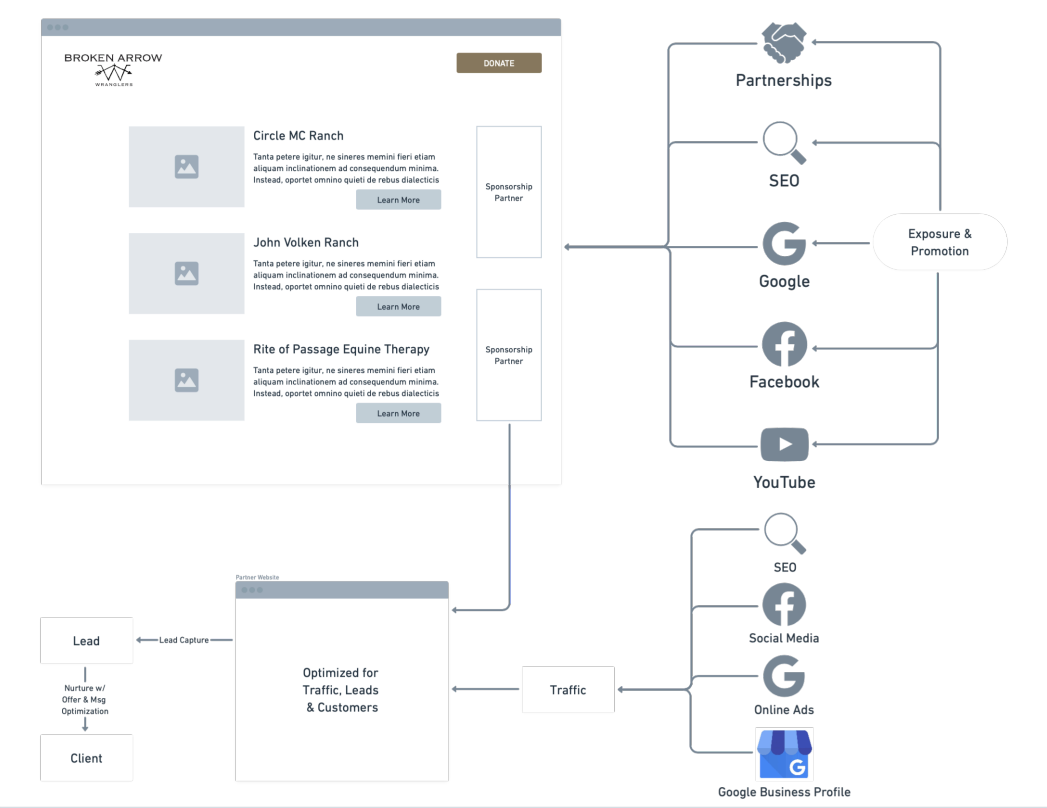 BROKEN ARROW
WRANGLERS
DONATE
Circle MC Ranch
Tanta petere igitur, ne sineres memini fieri etiam
aliquam inclinationem ad consequendum minima.
Instead, oportet omnino quieti de rebus dialecticis
Learn More
John Volken Ranch
Tanta petere igitur, ne sineres memini fieri etiam
aliquam inclinationem ad consequendum minima.
Instead, oportet omnino quieti de rebus dialecticis
Learn More
Rite of Passage Equine Therapy
Tanta petere igitur, ne sineres memini fieri etiam
aliquam inclinationem ad consequendum minima.
Instead, oportet omnino quieti de rebus dialecticis
Learn More
Sponsorship
Partner
Sponsorship
Partner
Partnerships
SEO
Google
Facebook
YouTube
Exposure &
Promotion
Partner Website
Optimized for
Traffic, Leads
& Customers
Lead Capture
Lead
Nurture w/
Offer & Msg
Optimization
Client
Traffic
SEO
Social Media
Online Ads
Google Business Profile